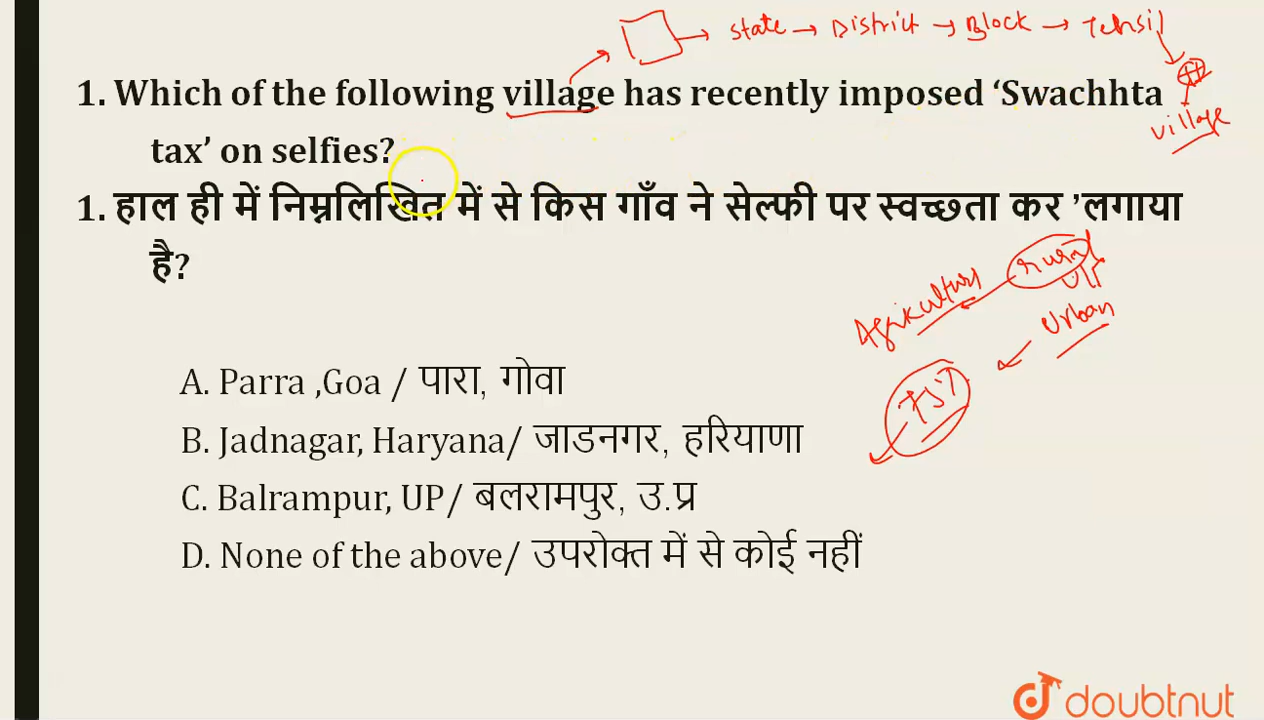 State → District → Block → Tehsil
village
1. Which of the following village has recently imposed ‘Swachhta
tax’ on selfies?
1. हाल ही में निम्नलिखित में से किस गाँव ने सेल्फी पर स्वच्छता कर ’लगाया
है?
rural
Urban
A. Parra ,Goa / पारा, गोवा
B. Jadnagar, Haryana/ जाडनगर, हरियाणा
C. Balrampur, UP/ बलरामपुर, उ.प्र
D. None of the above/ उपरोक्त में से कोई नहीं
doubtnut